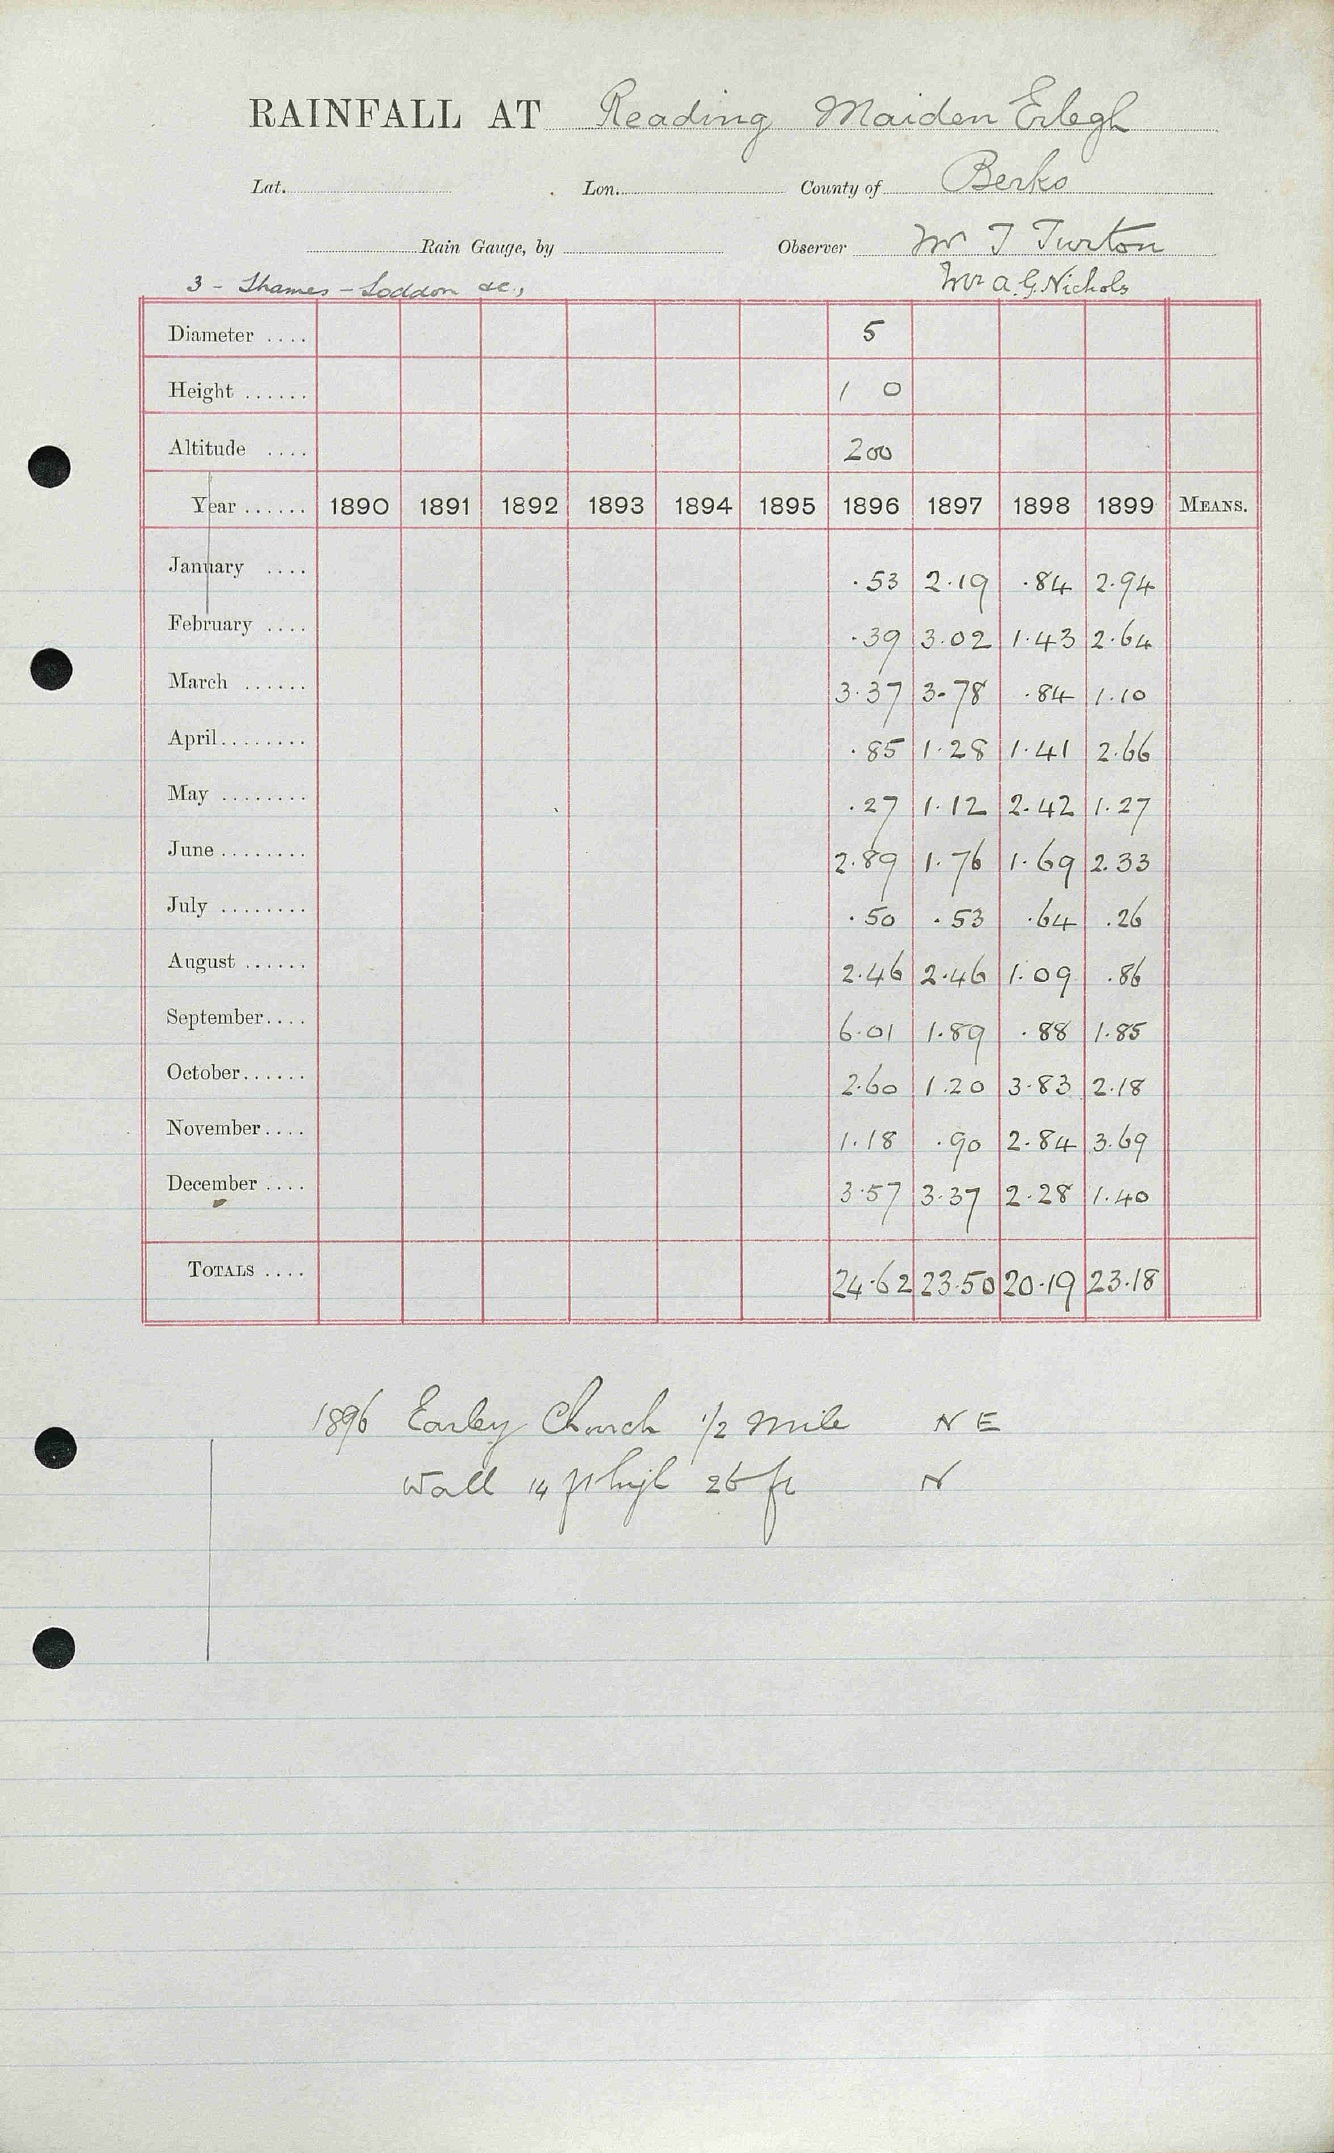 RAINFALL AT Reading Maiden Erlegh
Lat. Lon. County of Berks
Rain Gauge, by Observer Mr T Turton
3 - Thames - Loddon &c., Mr A. G. Nichols
Diameter .... 5
Height ...... 1 0
Altitude .... 200
Year ...... 1890 1891 1892 1893 1894 1895 1896 1897 1898 1899 MEANS.
January .... .53 2.19 .84 2.94
February .... .39 3.02 1.43 2.64
March ...... 3.37 3.78 .84 1.10
April........ .85 1.28 1.41 2.66
May ........ .27 1.12 2.42 1.27
June ........ 2.89 1.76 1.69 2.33
July ........ .50 .53 .64 .26
August ...... 2.46 2.46 1.09 .86
September.... 6.01 1.89 .88 1.85
October...... 2.60 1.20 3.83 2.18
November.... 1.18 .90 2.84 3.69
December .... 3.57 3.37 2.28 1.40
TOTALS .... 24.62 23.50 20.19 23.18
1896 Earley Church 1/2 mile N E
Wall 14 ft high 26 ft N